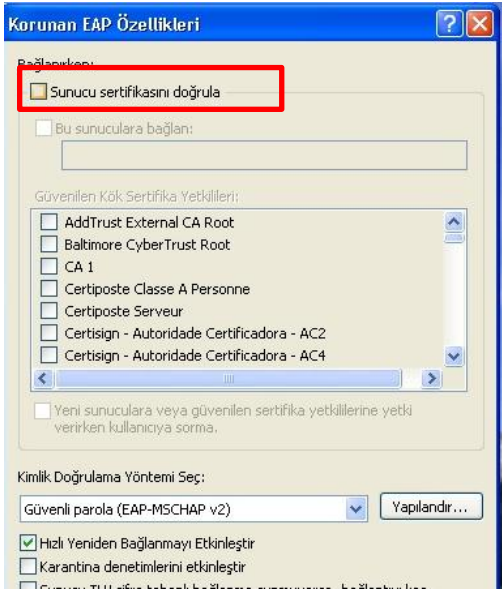 Korunan EAP Özellikleri
Bağlanırken:
Sunucu sertifikasını doğrula
Bu sunuculara bağlan:
Güvenilen Kök Sertifika Yetkilileri:
AddTrust External CA Root
Baltimore CyberTrust Root
CA 1
Certiposte Classe A Personne
Certiposte Serveur
Certisign - Autoridade Certificadora - AC2
Certisign - Autoridade Certificadora - AC4
Yeni sunuculara veya güvenilen sertifika yetkililerine yetki
verirken kullanıcıya sorma.
Kimlik Doğrulama Yöntemi Seç:
Güvenli parola (EAP-MSCHAP v2)
Yapılandır...
Hızlı Yeniden Bağlanmayı Etkinleştir
Karantina denetimlerini etkinleştir